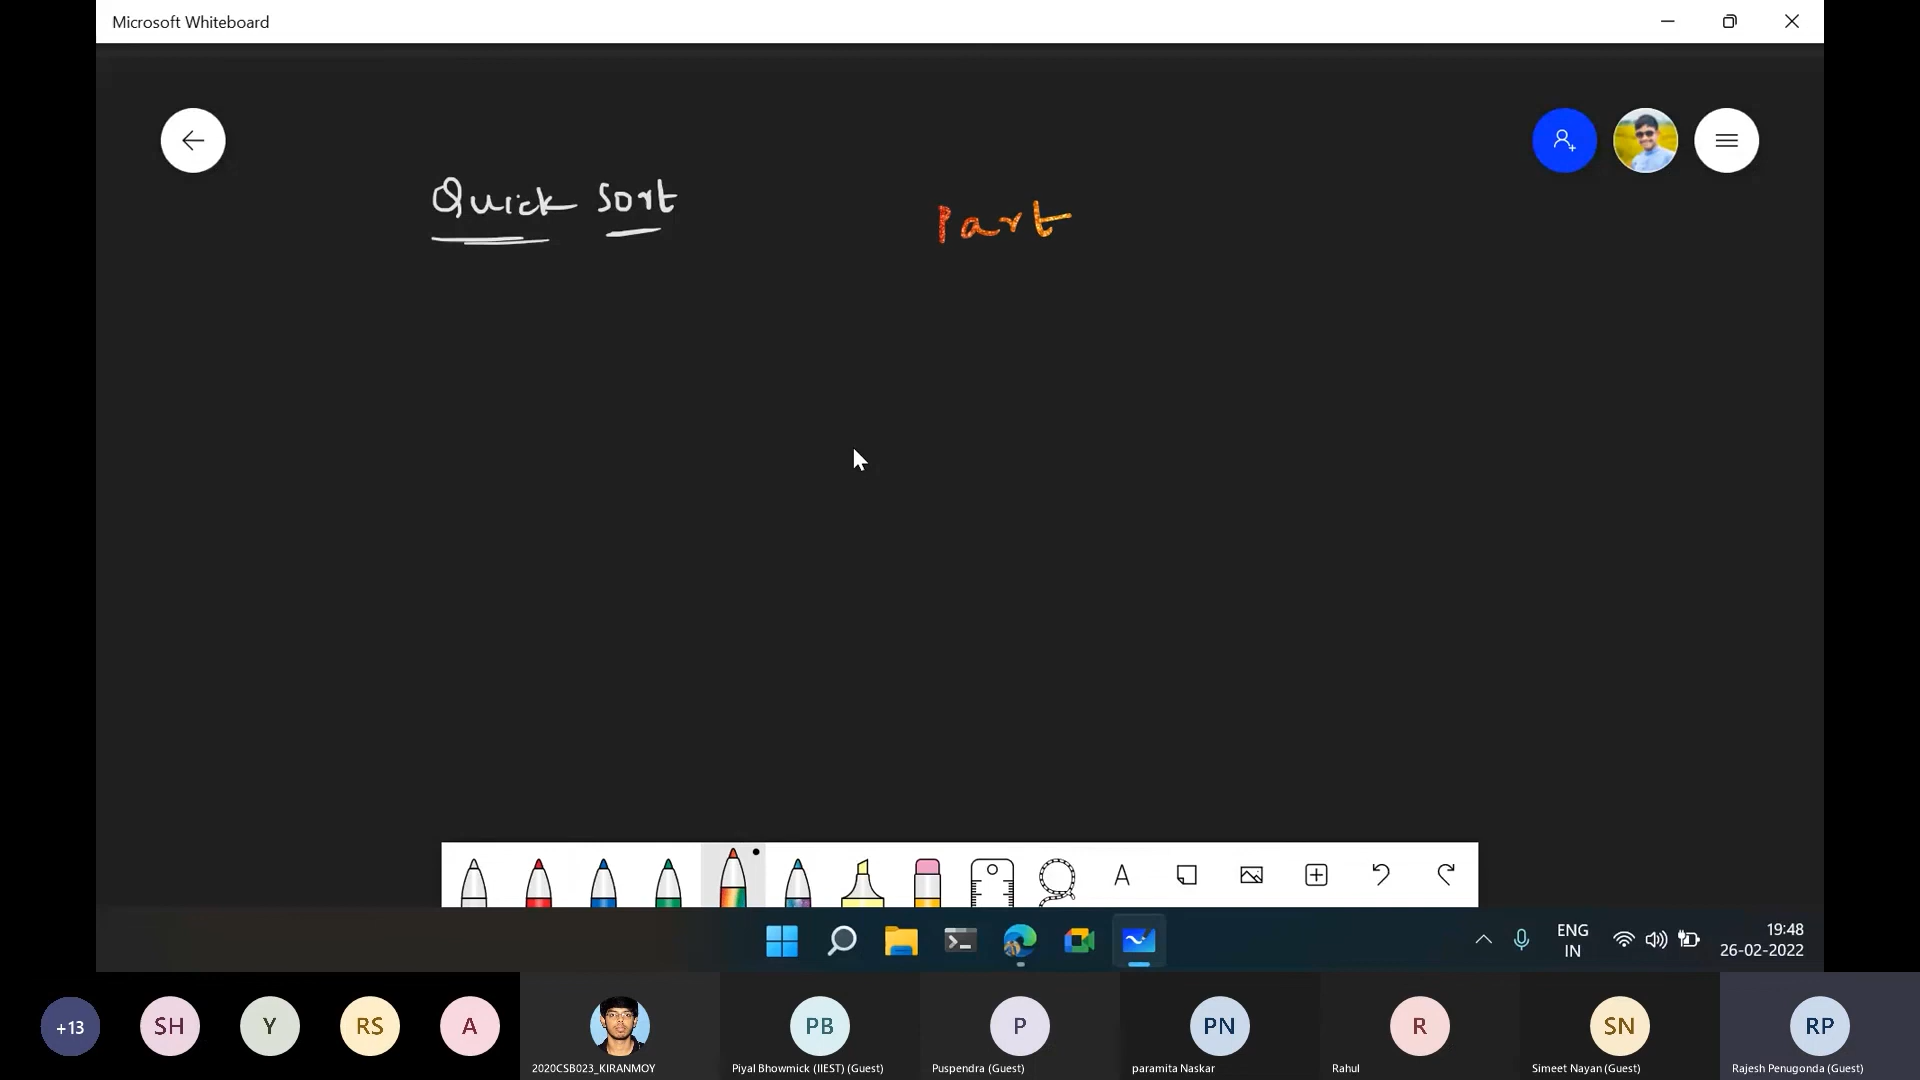 Microsoft Whiteboard
Quick Sort
Part
A
ENG
IN
19:48
26-02-2022
+13
SH
Y
RS
A
PB
P
PN
R
SN
RP
2020CSB023_KIRANMOY
Piyal Bhowmick (IIEST) (Guest)
Puspendra (Guest)
paramita Naskar
Rahul
Simeet Nayan (Guest)
Rajesh Penugonda (Guest)